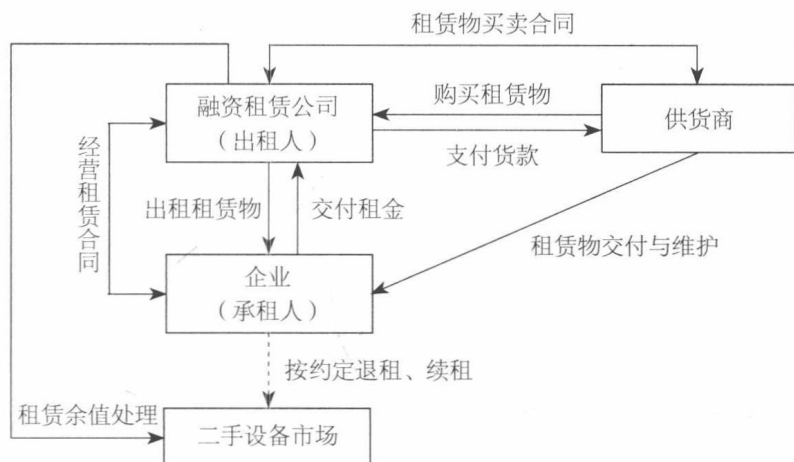 租赁物买卖合同
融资租赁公司
（出租人）
购买租赁物
供货商
支付货款
经营租赁合同
出租租赁物
交付租金
租赁物交付与维护
企业
（承租人）
按约定退租、续租
租赁余值处理
二手设备市场